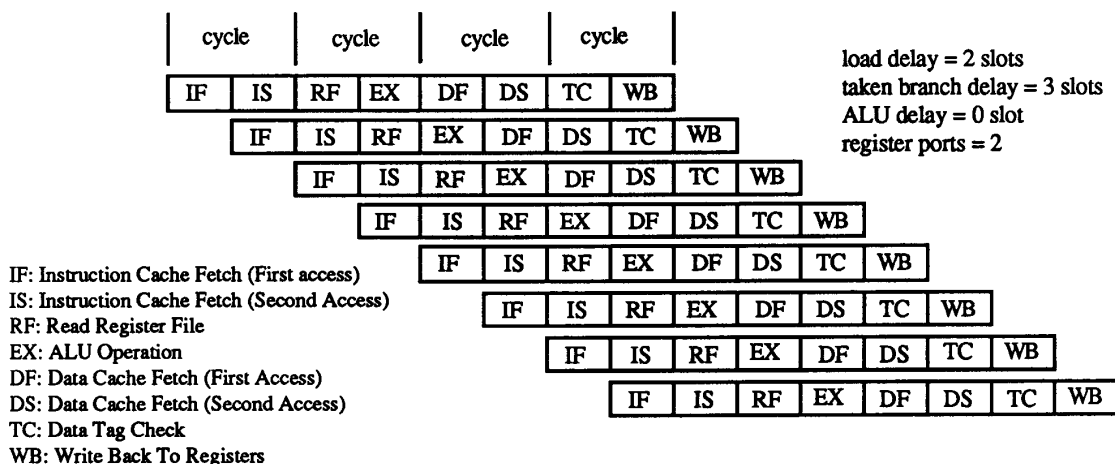 cycle cycle cycle cycle
load delay = 2 slots
taken branch delay = 3 slots
ALU delay = 0 slot
register ports = 2
IF IS RF EX DF DS TC WB
IF IS RF EX DF DS TC WB
IF IS RF EX DF DS TC WB
IF IS RF EX DF DS TC WB
IF IS RF EX DF DS TC WB
IF IS RF EX DF DS TC WB
IF IS RF EX DF DS TC WB
IF IS RF EX DF DS TC WB
IF: Instruction Cache Fetch (First access)
IS: Instruction Cache Fetch (Second Access)
RF: Read Register File
EX: ALU Operation
DF: Data Cache Fetch (First Access)
DS: Data Cache Fetch (Second Access)
TC: Data Tag Check
WB: Write Back To Registers